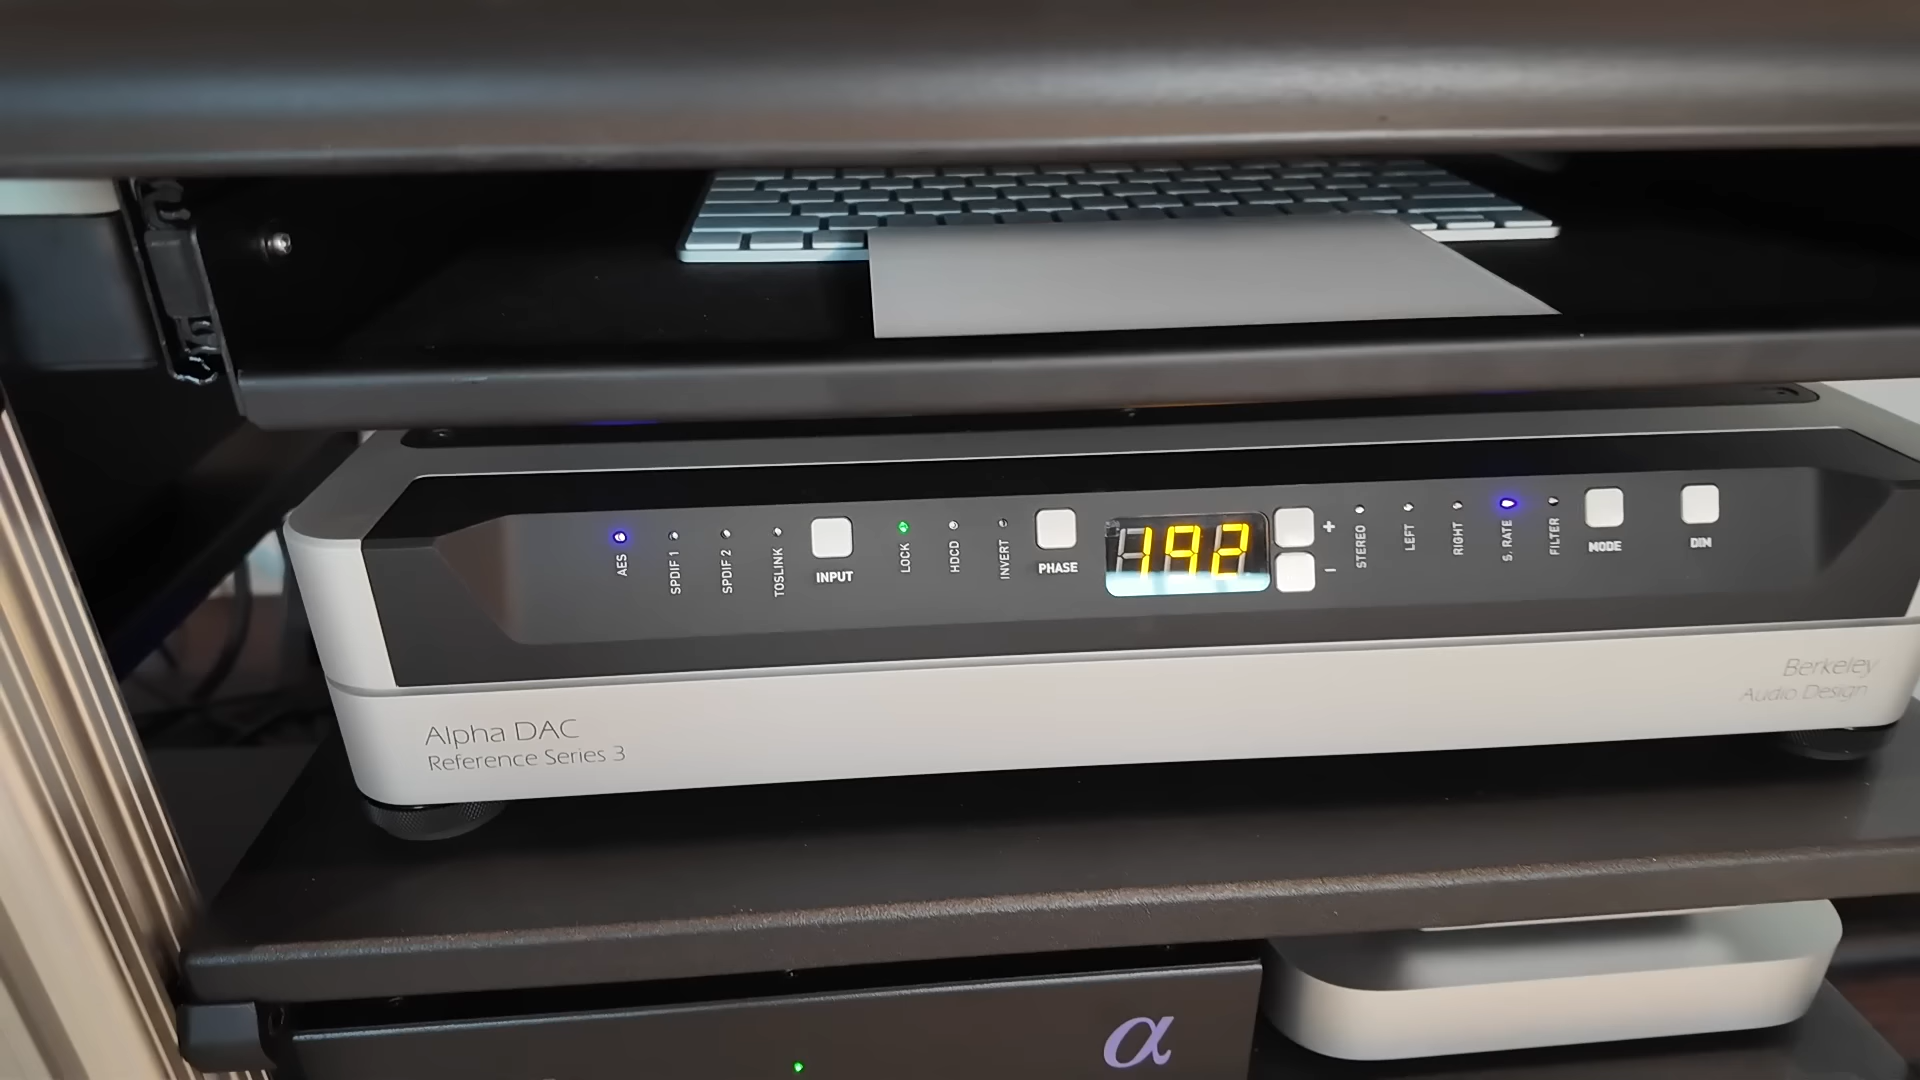 AES
SPDIF 1
SPDIF 2
TOSLINK
INPUT
LOCK
HDCD
INVERT
PHASE
192
+
−
STEREO
LEFT
RIGHT
S. RATE
FILTER
MODE
DIM
Alpha DAC
Reference Series 3
Berkeley
Audio Design
α